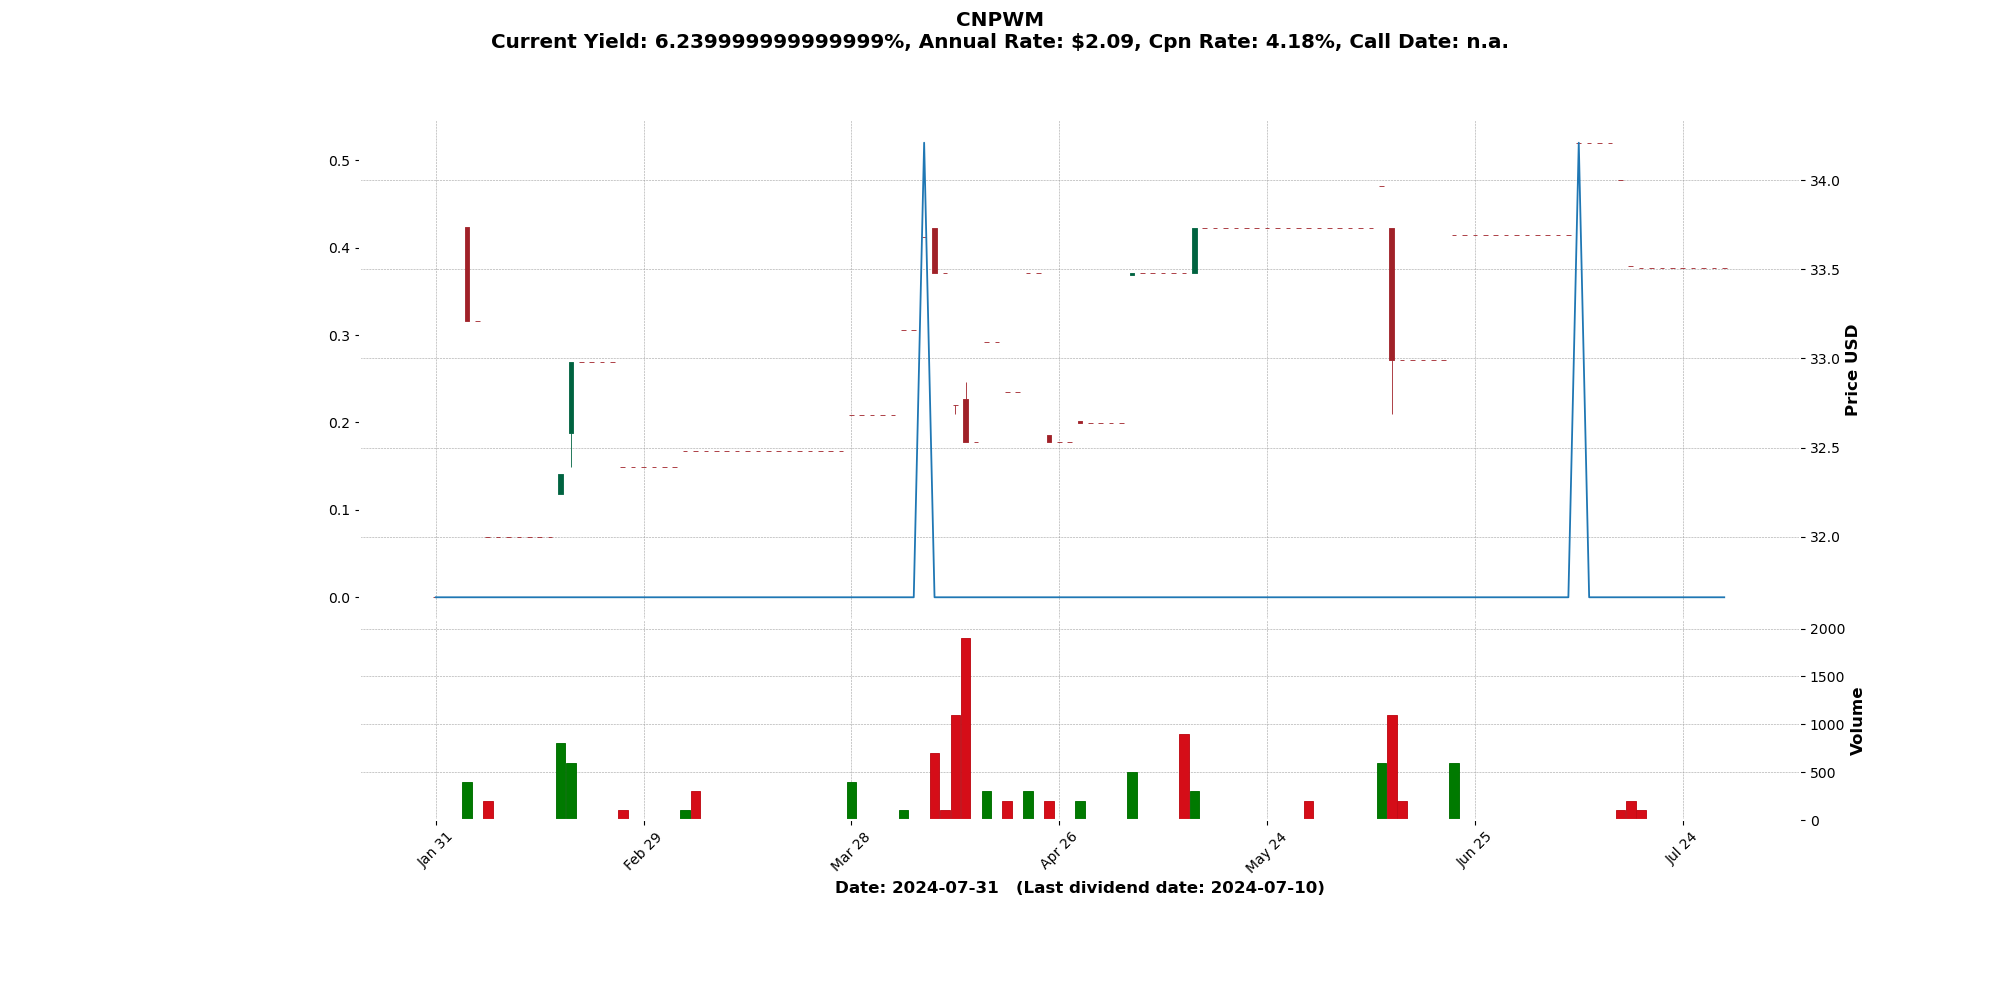 CNPWM
Current Yield: 6.239999999999999%, Annual Rate: $2.09, Cpn Rate: 4.18%, Call Date: n.a.
0.5
0.4
0.3
0.2
0.1
0.0
34.0
33.5
33.0
32.5
32.0
Price USD
2000
1500
1000
500
0
Volume
Jan 31
Feb 29
Mar 28
Apr 26
May 24
Jun 25
Jul 24
Date: 2024-07-31   (Last dividend date: 2024-07-10)